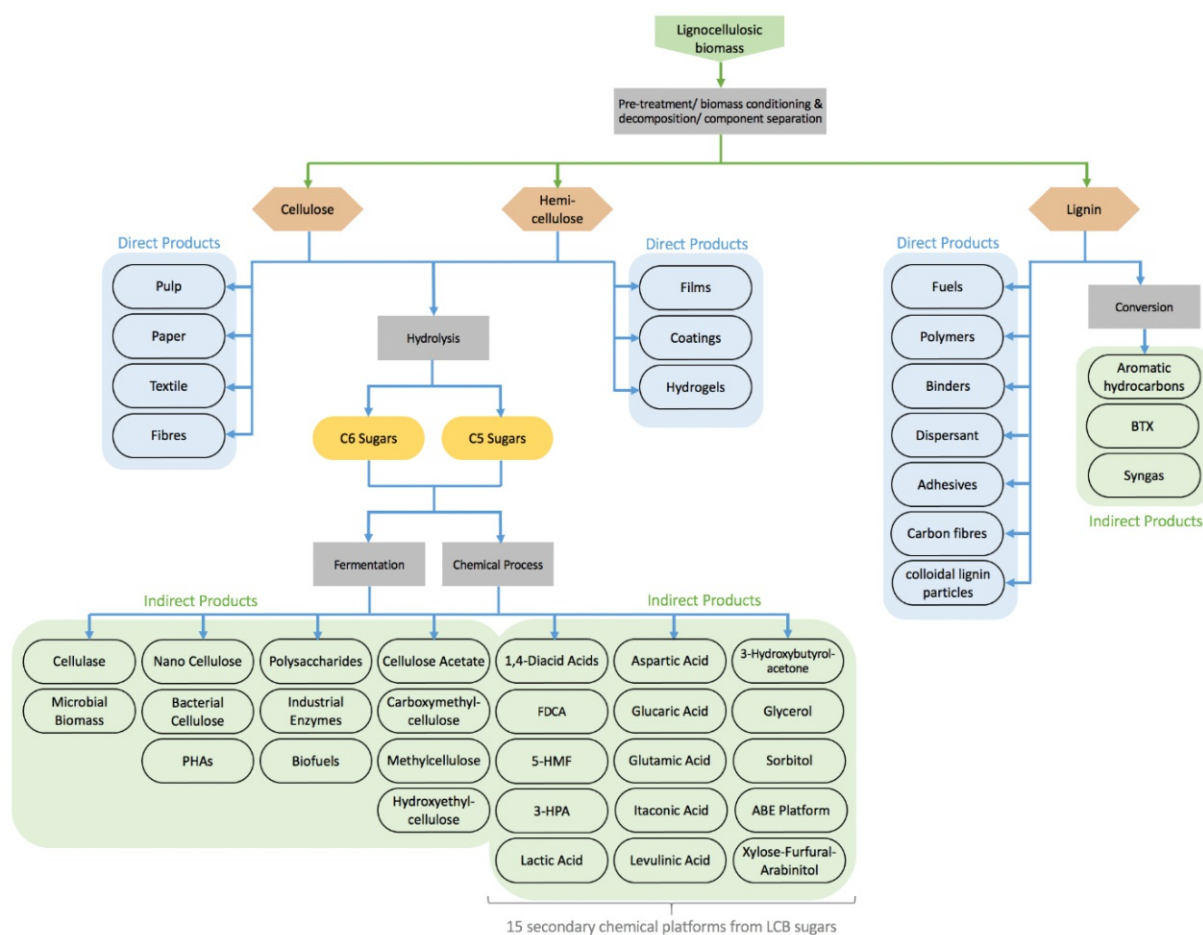 Lignocellulosic
biomass
Pre-treatment/ biomass conditioning &
decomposition/ component separation
Cellulose
Hemi-
cellulose
Lignin
Direct Products
Pulp
Paper
Textile
Fibres
Hydrolysis
C6 Sugars
C5 Sugars
Direct Products
Films
Coatings
Hydrogels
Direct Products
Fuels
Polymers
Binders
Dispersant
Adhesives
Carbon fibres
colloidal lignin
particles
Conversion
Aromatic
hydrocarbons
BTX
Syngas
Indirect Products
Fermentation
Chemical Process
Indirect Products
Indirect Products
Cellulase
Microbial
Biomass
Nano Cellulose
Bacterial
Cellulose
PHAs
Polysaccharides
Industrial
Enzymes
Biofuels
Cellulose Acetate
Carboxymethyl-
cellulose
Methylcellulose
Hydroxyethyl-
cellulose
1,4-Diacid Acids
FDCA
5-HMF
3-HPA
Lactic Acid
Aspartic Acid
Glucaric Acid
Glutamic Acid
Itaconic Acid
Levulinic Acid
3-Hydroxybutyrol-
acetone
Glycerol
Sorbitol
ABE Platform
Xylose-Furfural-
Arabinitol
15 secondary chemical platforms from LCB sugars